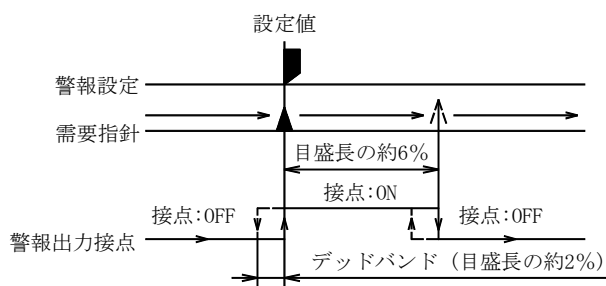 設定値
警報設定
需要指針
目盛長の約6%
接点:ON
接点:OFF
接点:OFF
警報出力接点
デッドバンド（目盛長の約2%）